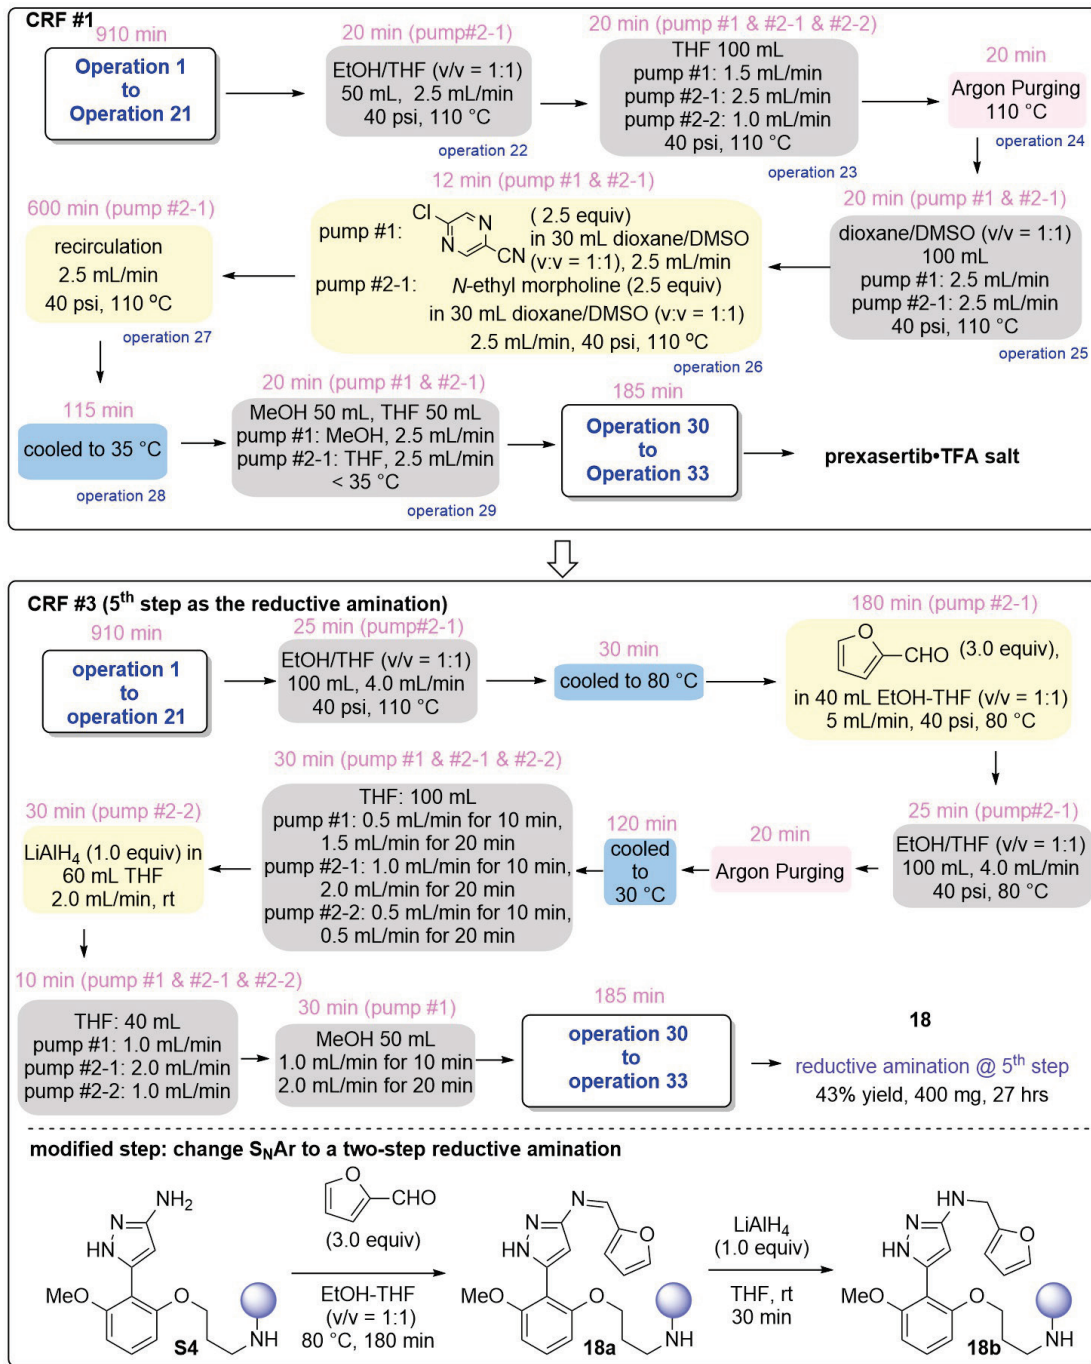 CRF #1
910 min
Operation 1
to
Operation 21
20 min (pump#2-1)
EtOH/THF (v/v = 1:1)
50 mL, 2.5 mL/min
40 psi, 110 °C
operation 22
20 min (pump #1 & #2-1 & #2-2)
THF 100 mL
pump #1: 1.5 mL/min
pump #2-1: 2.5 mL/min
pump #2-2: 1.0 mL/min
40 psi, 110 °C
operation 23
20 min
Argon Purging
110 °C
operation 24
20 min (pump #1 & #2-1)
dioxane/DMSO (v/v = 1:1)
100 mL
pump #1: 2.5 mL/min
pump #2-1: 2.5 mL/min
40 psi, 110 °C
operation 25
12 min (pump #1 & #2-1)
pump #1:
Cl
N
N
CN
( 2.5 equiv)
in 30 mL dioxane/DMSO
(v:v = 1:1), 2.5 mL/min
pump #2-1: N-ethyl morpholine (2.5 equiv)
in 30 mL dioxane/DMSO (v:v = 1:1)
2.5 mL/min, 40 psi, 110 °C
operation 26
600 min (pump #2-1)
recirculation
2.5 mL/min
40 psi, 110 °C
operation 27
115 min
cooled to 35 °C
operation 28
20 min (pump #1 & #2-1)
MeOH 50 mL, THF 50 mL
pump #1: MeOH, 2.5 mL/min
pump #2-1: THF, 2.5 mL/min
< 35 °C
operation 29
185 min
Operation 30
to
Operation 33
prexasertib•TFA salt
CRF #3 (5th step as the reductive amination)
910 min
operation 1
to
operation 21
25 min (pump#2-1)
EtOH/THF (v/v = 1:1)
100 mL, 4.0 mL/min
40 psi, 110 °C
30 min
cooled to 80 °C
180 min (pump #2-1)
O
CHO (3.0 equiv),
in 40 mL EtOH-THF (v/v = 1:1)
5 mL/min, 40 psi, 80 °C
25 min (pump#2-1)
EtOH/THF (v/v = 1:1)
100 mL, 4.0 mL/min
40 psi, 80 °C
20 min
Argon Purging
120 min
cooled
to
30 °C
30 min (pump #1 & #2-1 & #2-2)
THF: 100 mL
pump #1: 0.5 mL/min for 10 min,
1.5 mL/min for 20 min
pump #2-1: 1.0 mL/min for 10 min,
2.0 mL/min for 20 min
pump #2-2: 0.5 mL/min for 10 min,
0.5 mL/min for 20 min
30 min (pump #2-2)
LiAlH4 (1.0 equiv) in
60 mL THF
2.0 mL/min, rt
10 min (pump #1 & #2-1 & #2-2)
THF: 40 mL
pump #1: 1.0 mL/min
pump #2-1: 2.0 mL/min
pump #2-2: 1.0 mL/min
30 min (pump #1)
MeOH 50 mL
1.0 mL/min for 10 min
2.0 mL/min for 20 min
185 min
operation 30
to
operation 33
18
reductive amination @ 5th step
43% yield, 400 mg, 27 hrs
modified step: change SNAr to a two-step reductive amination
NH2
N
HN
MeO
O
NH
S4
O
CHO
(3.0 equiv)
EtOH-THF
(v/v = 1:1)
80 °C, 180 min
N
N
HN
O
MeO
O
NH
18a
LiAlH4
(1.0 equiv)
THF, rt
30 min
HN
N
HN
O
MeO
O
NH
18b